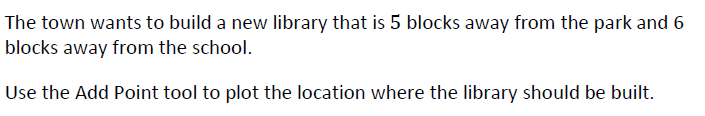 The town wants to build a new library that is 5 blocks away from the park and 6
blocks away from the school.
Use the Add Point tool to plot the location where the library should be built.